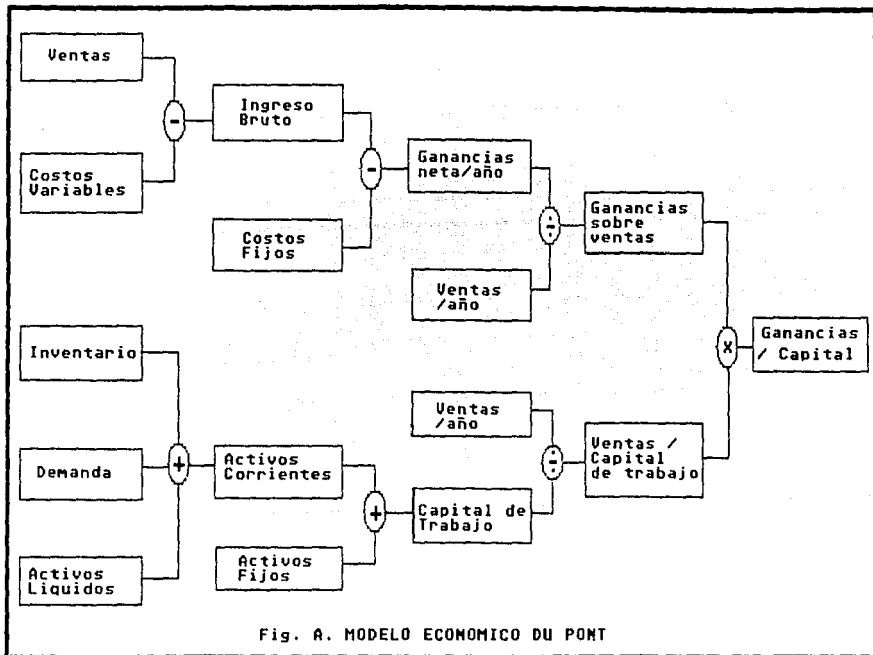 Ventas
-
Costos
Variables
Ingreso
Bruto
-
Costos
Fijos
Ganancias
neta/año
÷
Ventas
/año
Ganancias
sobre
ventas
Inventario
Demanda
Activos
Liquidos
+
Activos
Corrientes
+
Activos
Fijos
Ventas
/año
÷
Capital de
Trabajo
Ventas /
Capital
de trabajo
x
Ganancias
/ Capital
Fig. A. MODELO ECONOMICO DU PONT